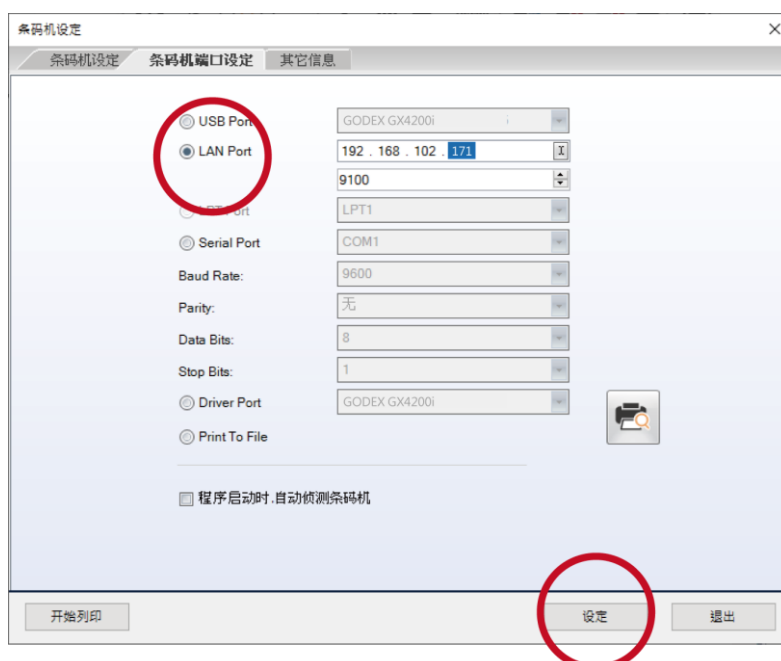 条码机设定
条码机设定 条码机端口设定 其它信息
USB Port GODEX GX4200i i
LAN Port 192 . 168 . 102 . 171
9100
Port LPT1
Serial Port COM1
Baud Rate: 9600
Parity: 无
Data Bits: 8
Stop Bits: 1
Driver Port GODEX GX4200i
Print To File
程序启动时.自动侦测条码机
开始列印 设定 退出